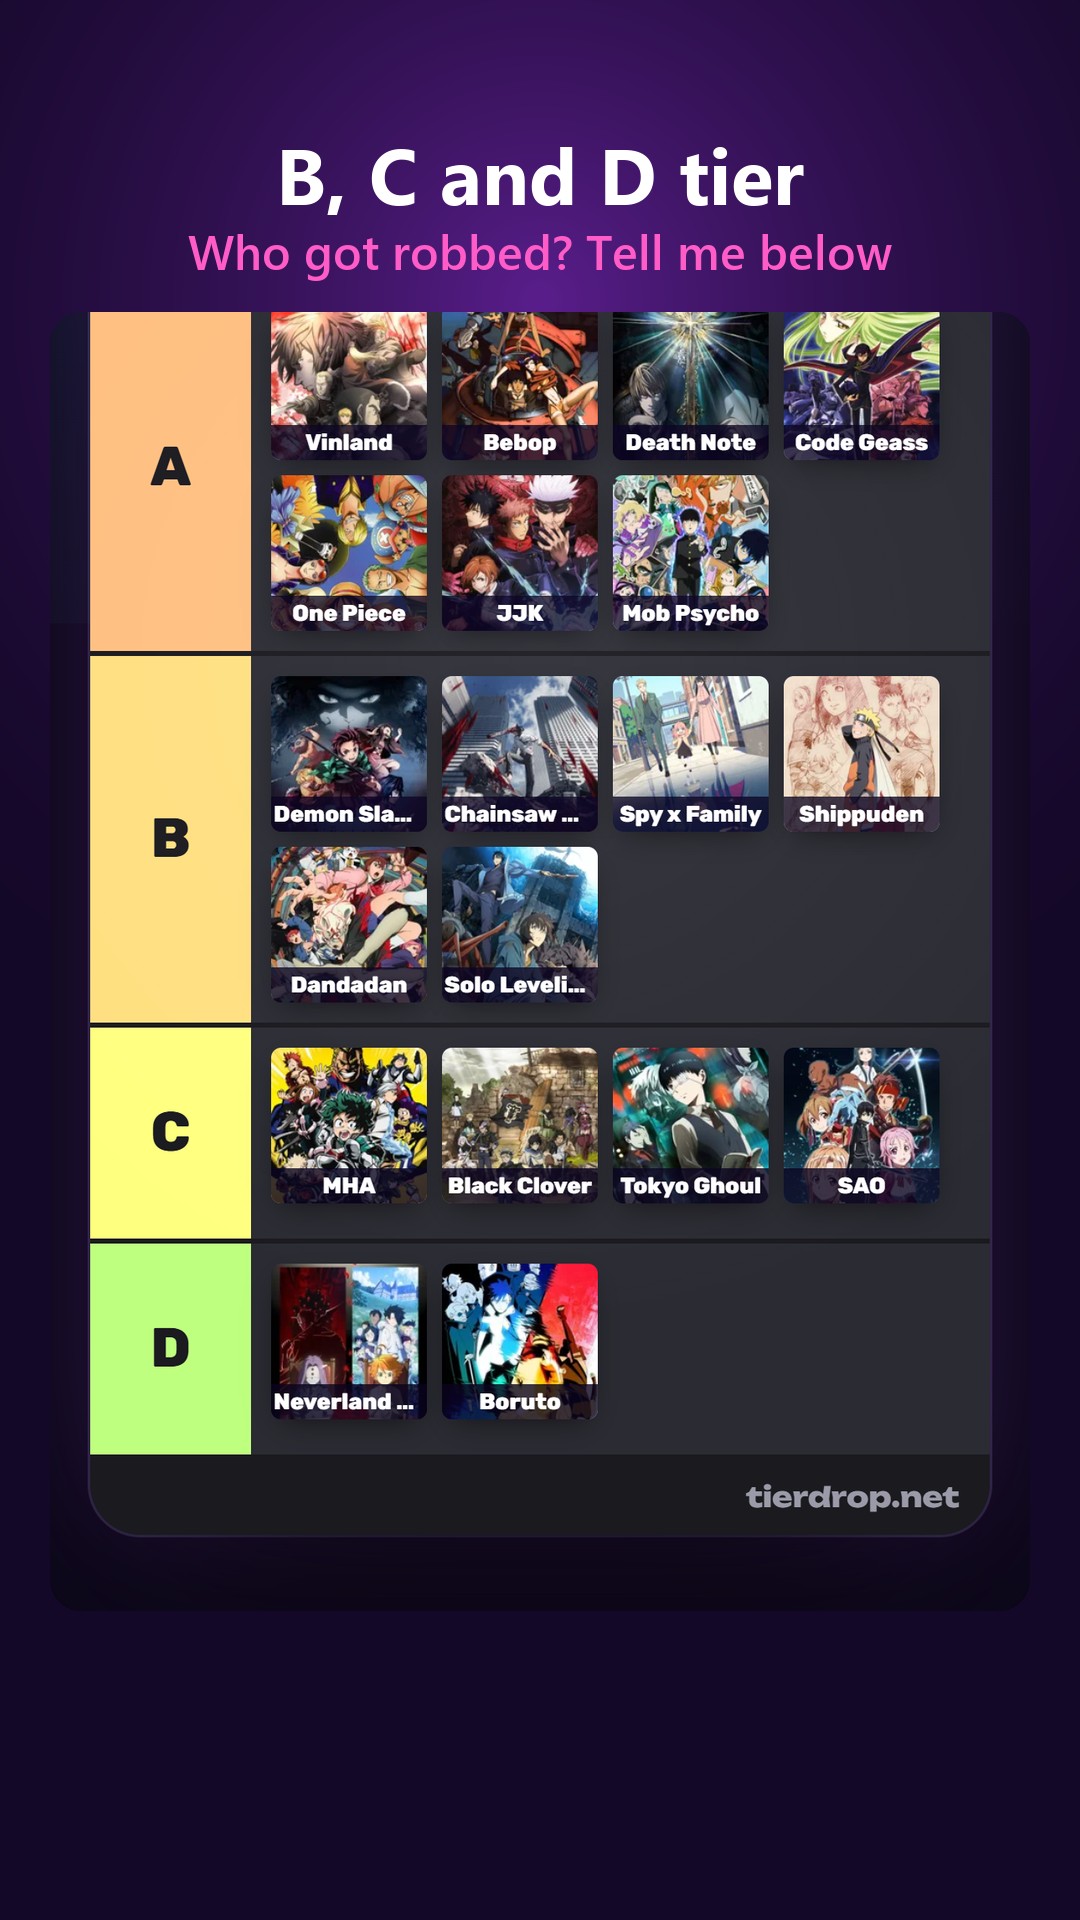 B, C and D tier
Who got robbed? Tell me below
A
Vinland
Bebop
Death Note
Code Geass
One Piece
JJK
Mob Psycho
B
Demon Sla...
Chainsaw ...
Spy x Family
Shippuden
Dandadan
Solo Leveli...
C
MHA
Black Clover
Tokyo Ghoul
SAO
D
Neverland ...
Boruto
tierdrop.net